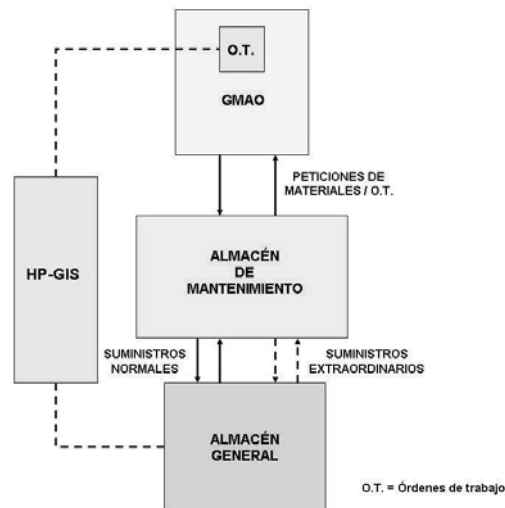 O.T.
GMAO
PETICIONES DE
MATERIALES / O.T.
HP-GIS
ALMACÉN
DE
MANTENIMIENTO
SUMINISTROS
NORMALES
SUMINISTROS
EXTRAORDINARIOS
ALMACÉN
GENERAL
O.T. = Órdenes de trabajo